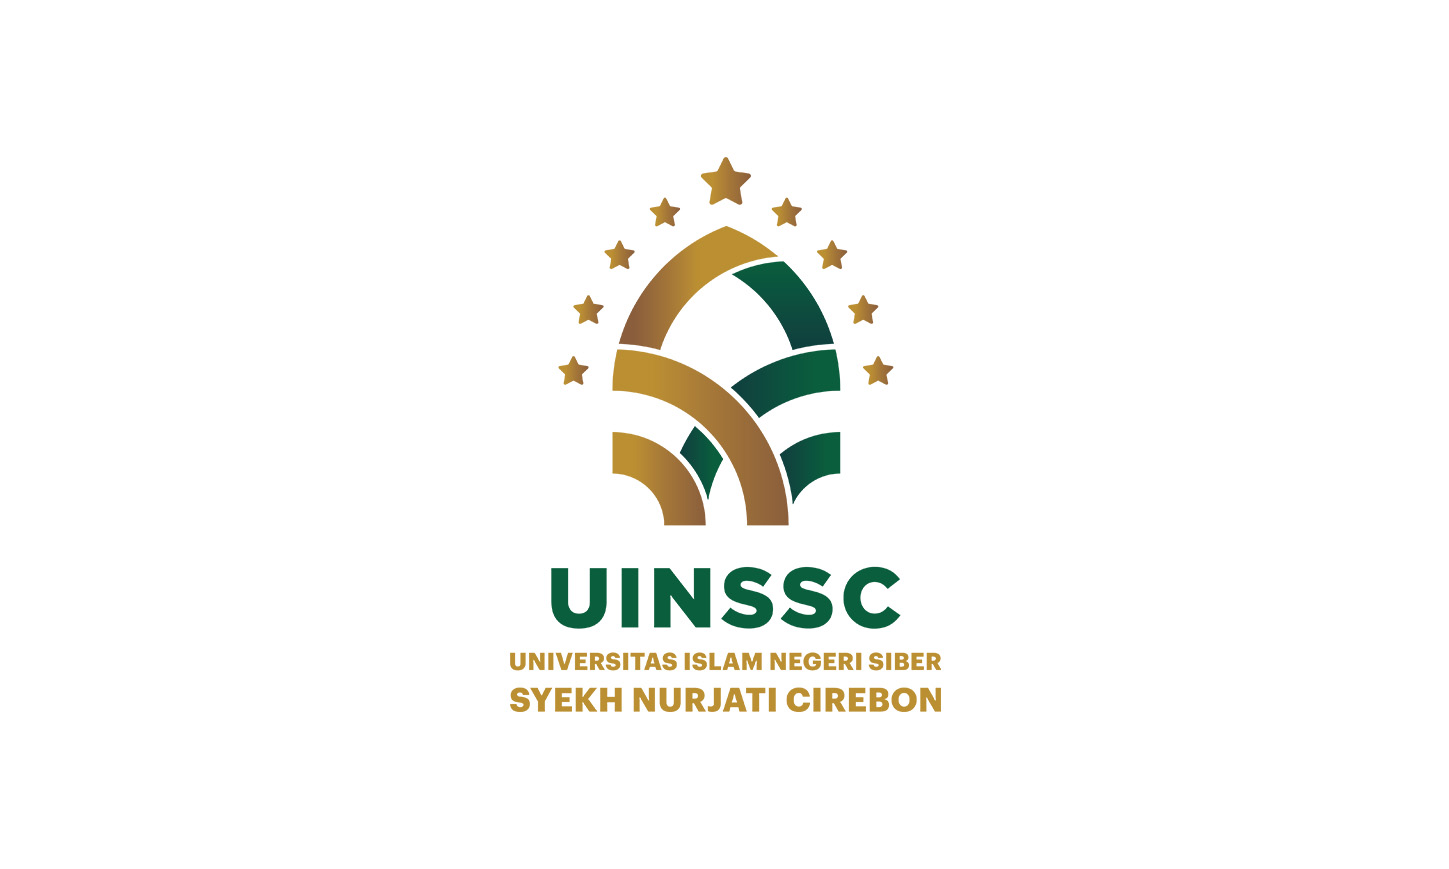 UINSSC
UNIVERSITAS ISLAM NEGERI SIBER
SYEKH NURJATI CIREBON